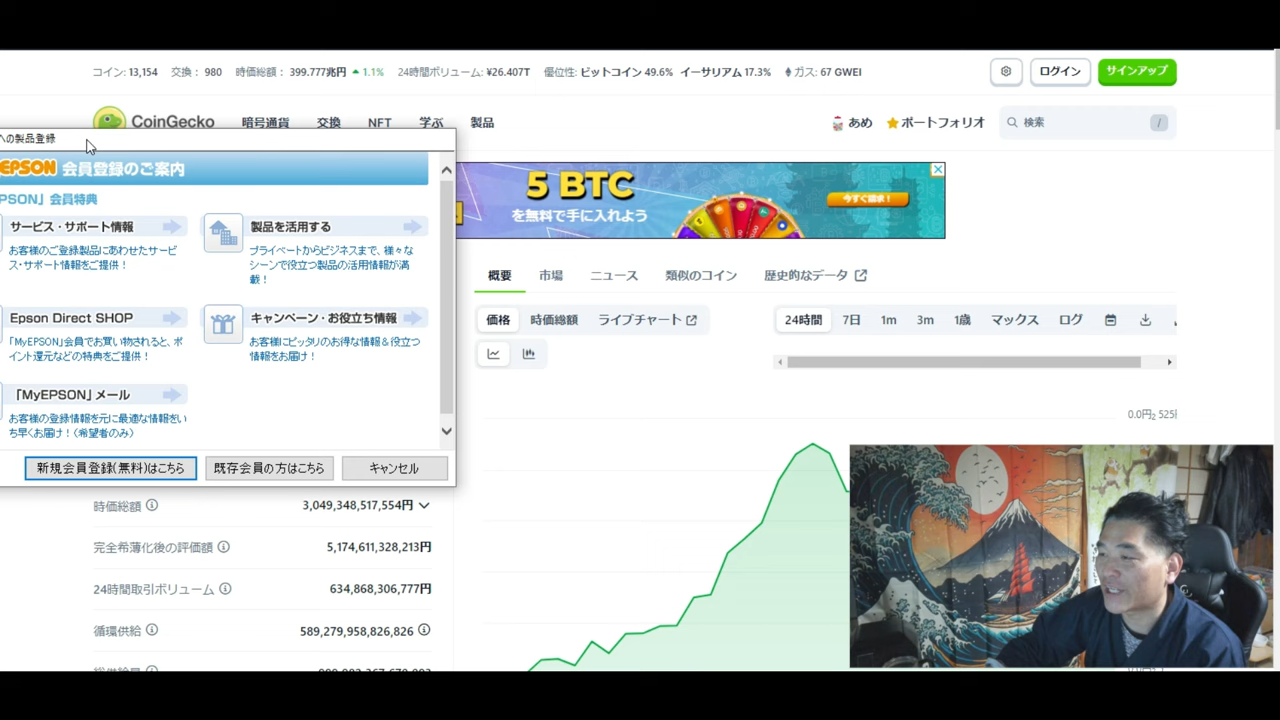 コイン: 13,154 交換： 980 時価総額： 399.777兆円 1.1% 24時間ボリューム: ¥26.407T 優位性: ビットコイン 49.6% イーサリアム 17.3% ガス: 67 GWEI
ログイン
サインアップ
CoinGecko 暗号通貨 交換 NFT 学ぶ 製品
あめ ポートフォリオ 検索 /
への製品登録
EPSON 会員登録のご案内
PSON」会員特典
サービス・サポート情報
お客様のご登録製品にあわせたサービ
ス・サポート情報をご提供！
製品を活用する
プライベートからビジネスまで、様々な
シーンで役立つ製品の活用情報が満
載！
Epson Direct SHOP
「MyEPSON」会員でお買い物されると、ポ
イント還元などの特典をご提供！
キャンペーン・お役立ち情報
お客様にピッタリのお得な情報＆役立つ
情報をお届け！
「MyEPSON」メール
お客様の登録情報を元に最適な情報をい
ち早くお届け！(希望者のみ)
新規会員登録(無料)はこちら
既存会員の方はこちら
キャンセル
5 BTC
を無料で手に入れよう
今すぐ請求！
概要 市場 ニュース 類似のコイン 歴史的なデータ
価格 時価総額 ライブチャート
24時間 7日 1m 3m 1歳 マックス ログ
0.0円₂ 525
時価総額 3,049,348,517,554円
完全希薄化後の評価額 5,174,611,328,213円
24時間取引ボリューム 634,868,306,777円
循環供給 589,279,958,826,826